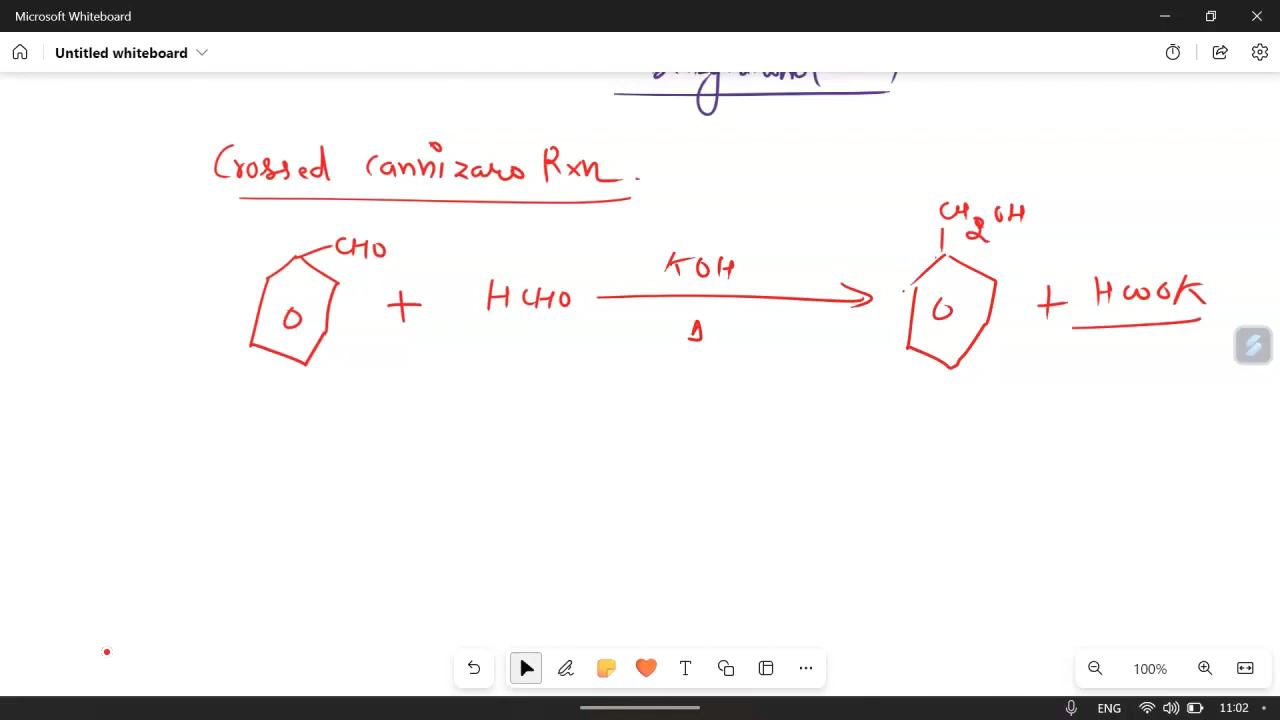 Microsoft Whiteboard
Untitled whiteboard
Crossed cannizaro Rxn.
CHO + HCHO KOH Δ CH2OH + HCOOK
T
100%
ENG
11:02